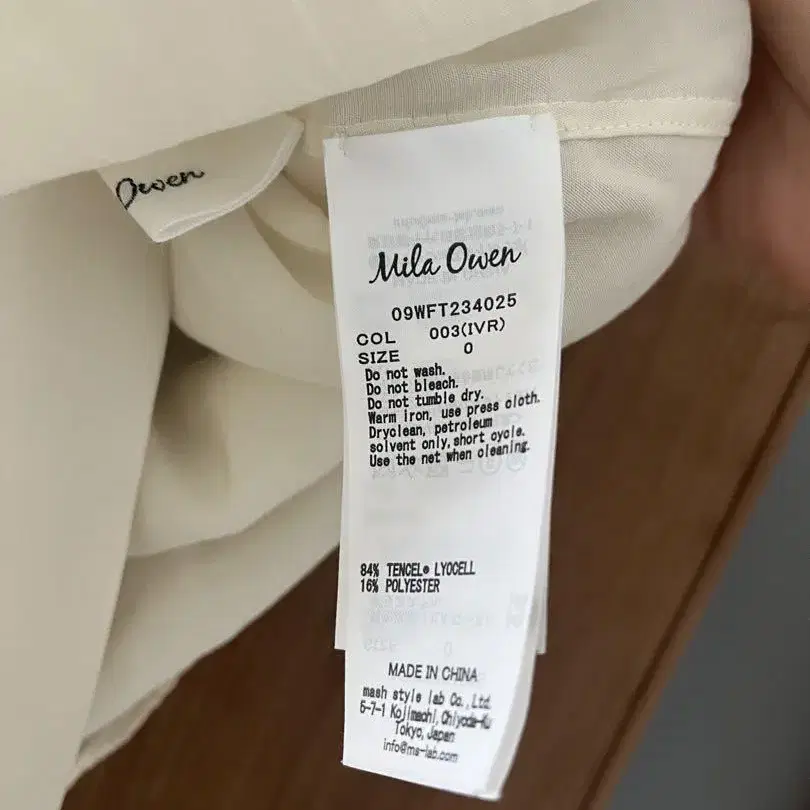 Owen
Mila Owen
09WFT234025
COL 003(IVR)
SIZE 0
Do not wash.
Do not bleach.
Do not tumble dry.
Warm iron, use press cloth.
Dryclean, petroleum
solvent only, short cycle.
Use the net when cleaning.
84% TENCEL® LYOCELL
16% POLYESTER
MADE IN CHINA
mash style lab Co.,Ltd.
5-7-1 Kojimachi, Chiyoda-Ku
Tokyo, Japan
info@ms-lab.com